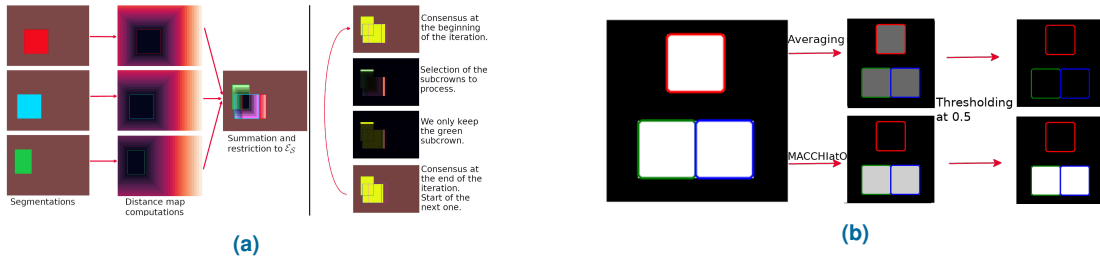 Segmentations
Distance map
computations
Summation and
restriction to ℰ_𝒮
Consensus at
the beginning
of the iteration.
Selection of the
subcrowns to
process.
We only keep
the green
subcrown.
Consensus at
the end of the
iteration.
Start of the
next one.
(a)
Averaging
MACCHIatO
Thresholding
at 0.5
(b)